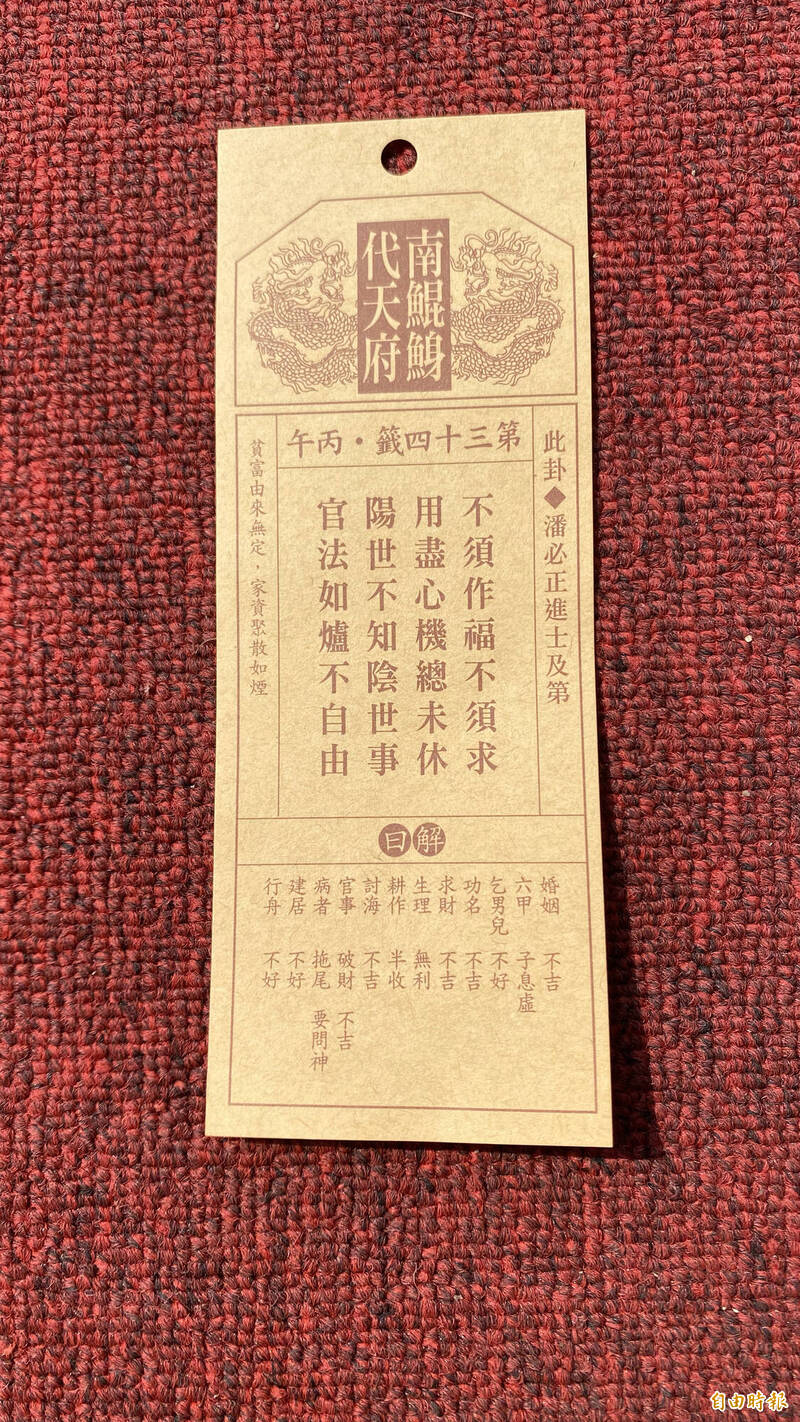 南鯤鯓
代天府
第三十四籤・丙午
此卦◆潘必正進士及第
不須作福不須求
用盡心機總未休
陽世不知陰世事
官法如爐不自由
貧富由來無定，家資聚散如煙
解曰
婚姻 不吉
六甲 子息虛
乞男兒 不好
功名 不吉
求財 不吉
生理 無利
耕作 半收
討海 不吉
官事 破財 不吉
病者 拖尾 要問神
建居 不好
行舟 不好
自由時報